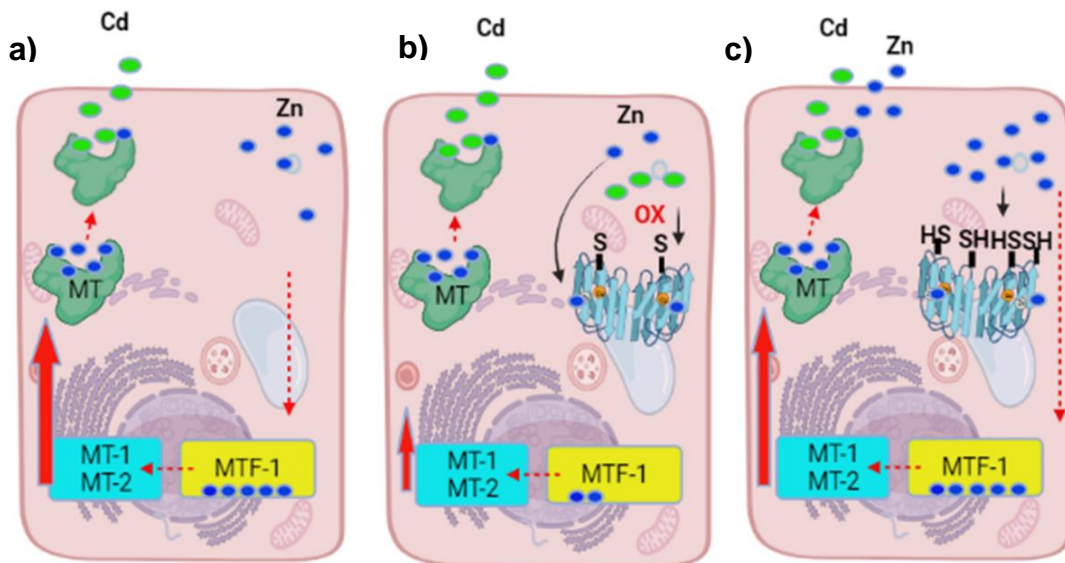 a)
Cd
Zn
MT
MT-1
MT-2
MTF-1
b)
Cd
Zn
OX
S
S
MT
MT-1
MT-2
MTF-1
c)
Cd
Zn
HS
SH
HS
SH
MT
MT-1
MT-2
MTF-1